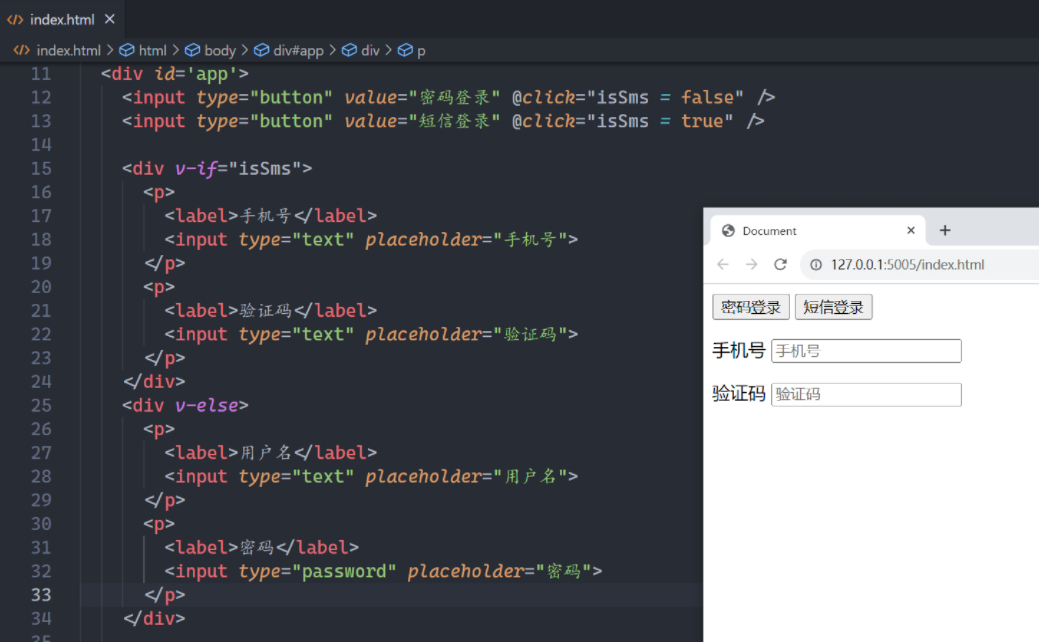 index.html
index.html > html > body > div#app > div > p
11 <div id='app'>
12 <input type="button" value="密码登录" @click="isSms = false" />
13 <input type="button" value="短信登录" @click="isSms = true" />
14
15 <div v-if="isSms">
16 <p>
17 <label>手机号</label>
18 <input type="text" placeholder="手机号">
19 </p>
20 <p>
21 <label>验证码</label>
22 <input type="text" placeholder="验证码">
23 </p>
24 </div>
25 <div v-else>
26 <p>
27 <label>用户名</label>
28 <input type="text" placeholder="用户名">
29 </p>
30 <p>
31 <label>密码</label>
32 <input type="password" placeholder="密码">
33 </p>
34 </div>
35
Document
127.0.0.1:5005/index.html
密码登录 短信登录
手机号 手机号
验证码 验证码